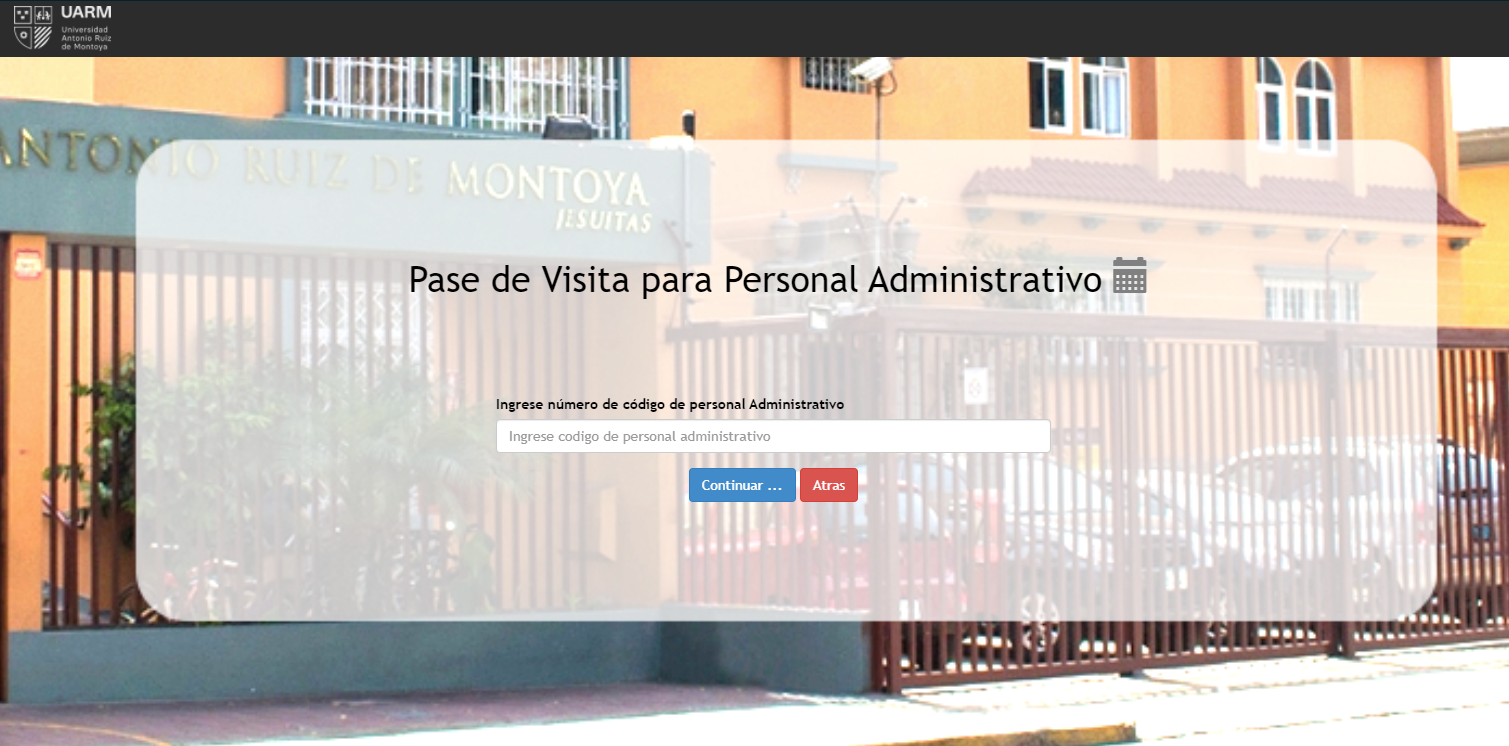 UARM
Universidad
Antonio Ruiz
de Montoya
ANTONIO RUIZ DE MONTOYA
JESUITAS
Pase de Visita para Personal Administrativo
Ingrese número de código de personal Administrativo
Ingrese codigo de personal administrativo
Continuar ...
Atras